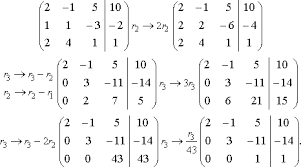 ( 2 −1 5 | 10 ) ( 2 −1 5 | 10 )
( 1 1 −3 | −2 ) r₂ → 2r₂ ( 2 2 −6 | −4 )
( 2 4 1 | 1 ) ( 2 4 1 | 1 )
r₃ → r₃ − r₂ ( 2 −1 5 | 10 ) ( 2 −1 5 | 10 )
r₂ → r₂ − r₁ ( 0 3 −11 | −14 ) r₃ → 3r₃ ( 0 3 −11 | −14 )
( 0 2 7 | 5 ) ( 0 6 21 | 15 )
( 2 −1 5 | 10 ) ( 2 −1 5 | 10 )
r₃ → r₃ − 2r₂ ( 0 3 −11 | −14 ) r₃ → r₃/43 ( 0 3 −11 | −14 )
( 0 0 43 | 43 ) ( 0 0 1 | 1 )